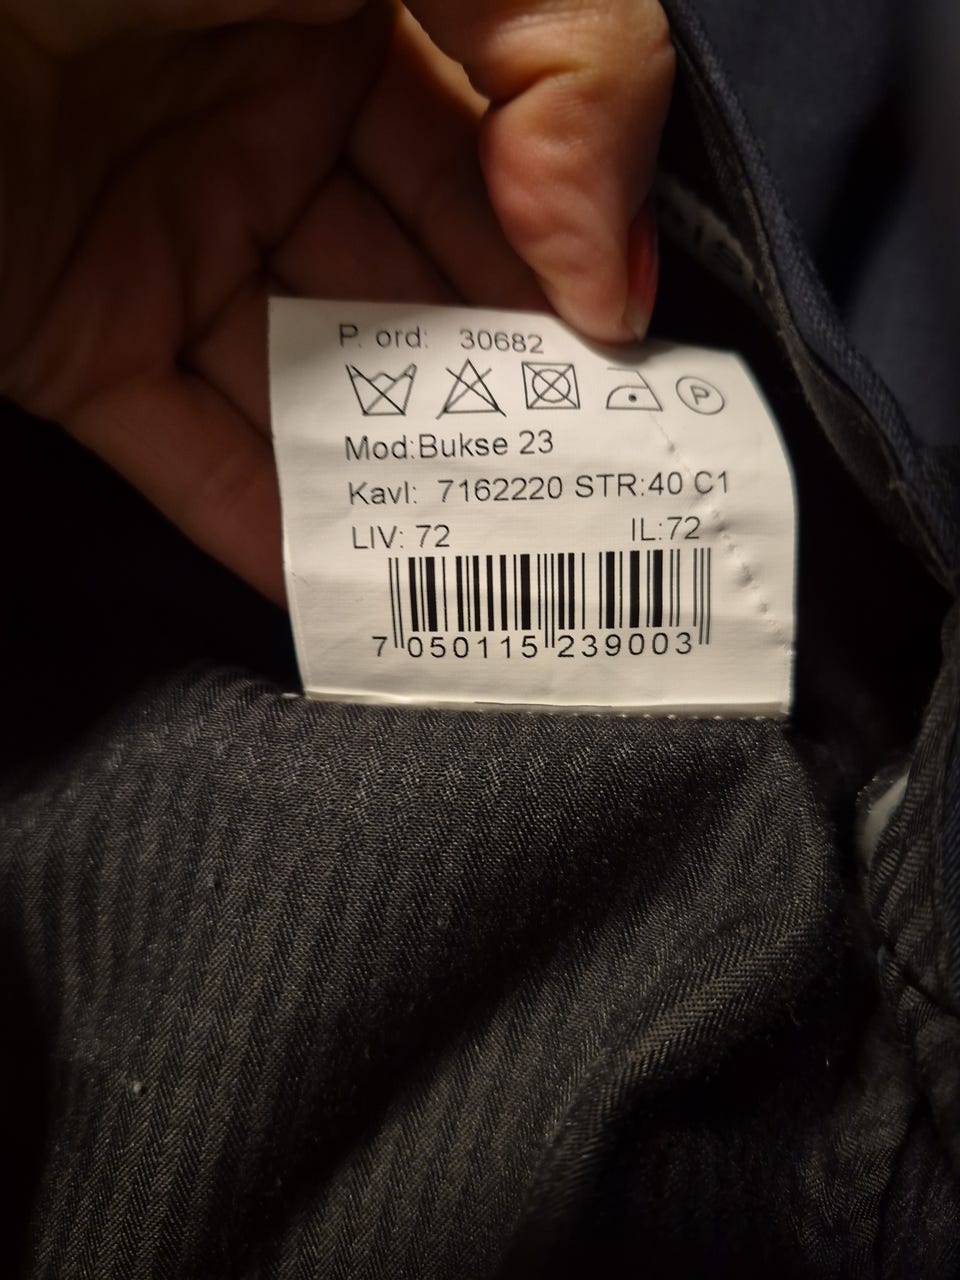 P. ord: 30682
P
Mod:Bukse 23
Kavl: 7162220 STR:40 C1
LIV: 72 IL:72
7 050115 239003